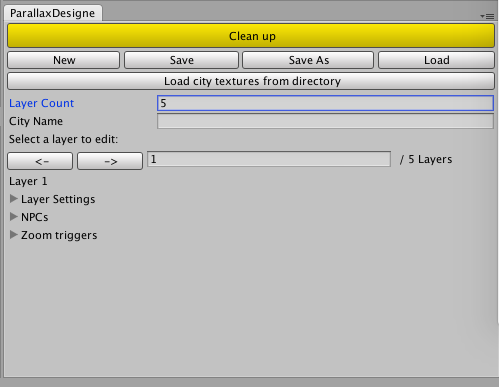 ParallaxDesigne
Clean up
New Save Save As Load
Load city textures from directory
Layer Count 5
City Name
Select a layer to edit:
<- -> 1 / 5 Layers
Layer 1
Layer Settings
NPCs
Zoom triggers